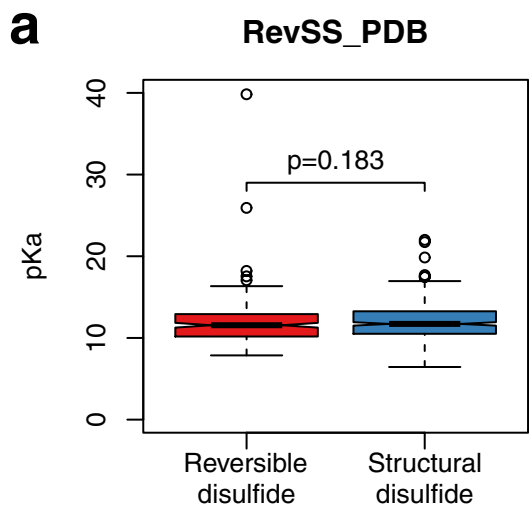 a
RevSS_PDB
40
30
20
10
0
pKa
p=0.183
Reversible
disulfide
Structural
disulfide